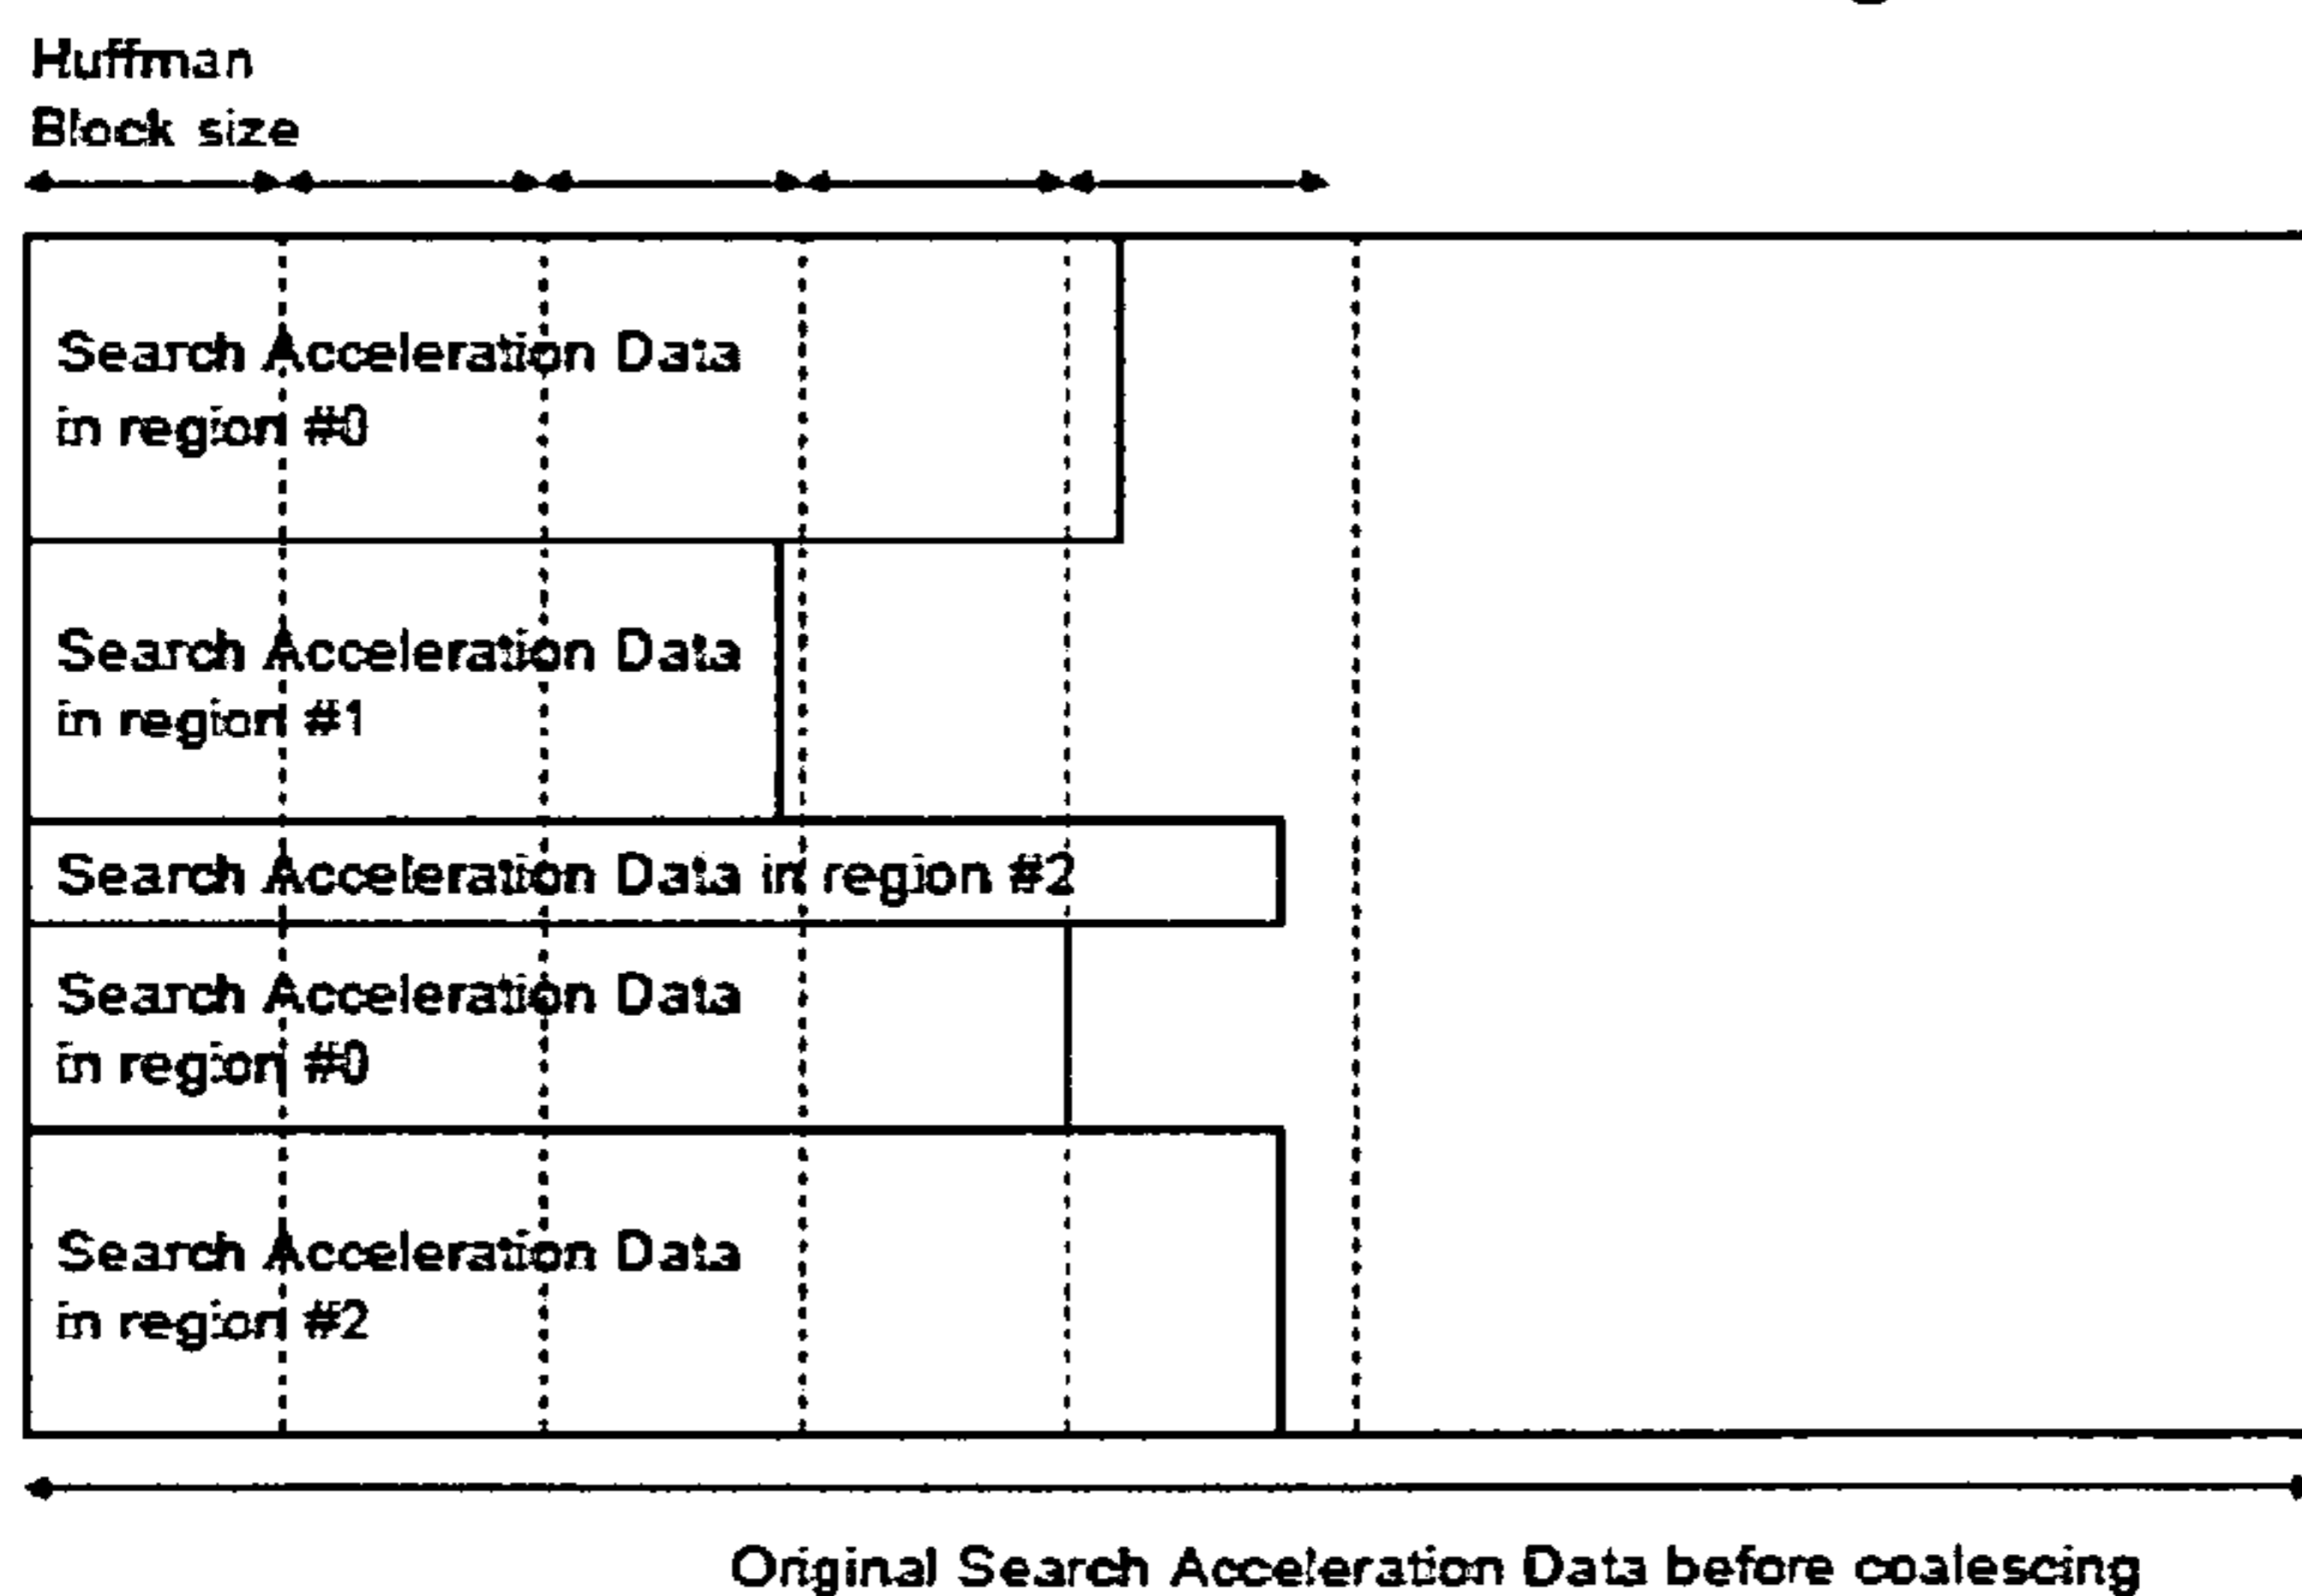 Huffman
Block size
Search Acceleration Data
in region #0
Search Acceleration Data
in region #1
Search Acceleration Data in region #2
Search Acceleration Data
in region #0
Search Acceleration Data
in region #2
Original Search Acceleration Data before coalescing